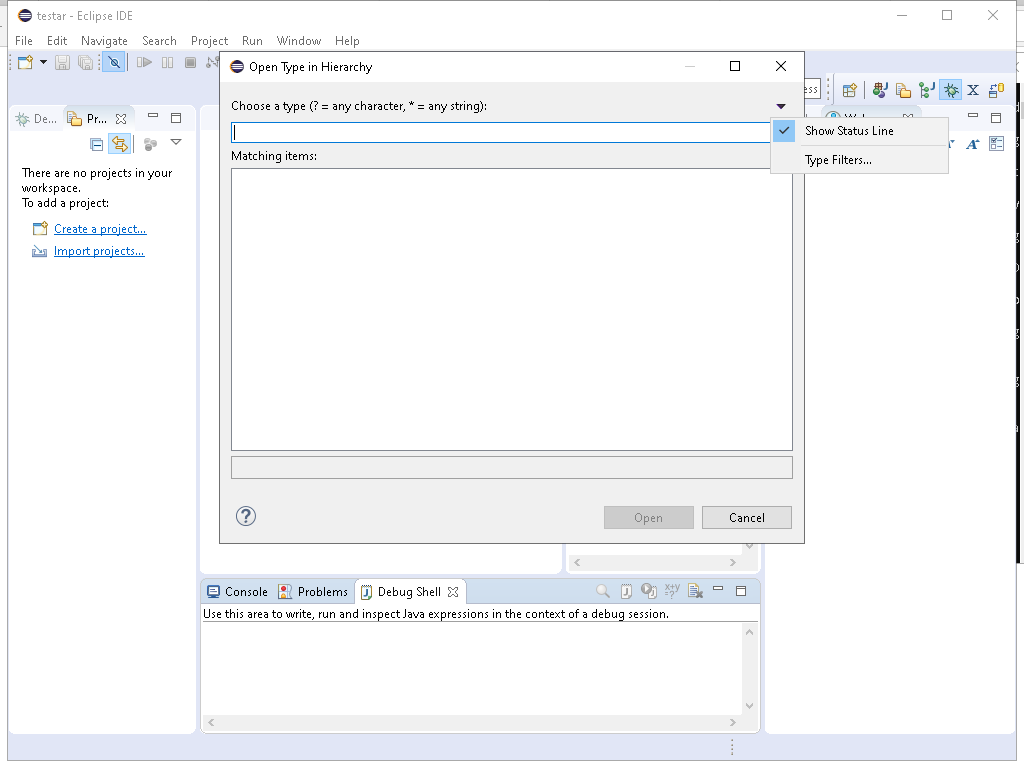 testar - Eclipse IDE
File Edit Navigate Search Project Run Window Help
Open Type in Hierarchy
Choose a type (? = any character, * = any string):
Show Status Line
Type Filters...
Matching items:
De... Pr...
There are no projects in your
workspace.
To add a project:
Create a project...
Import projects...
? Open Cancel
Console Problems Debug Shell
Use this area to write, run and inspect Java expressions in the context of a debug session.